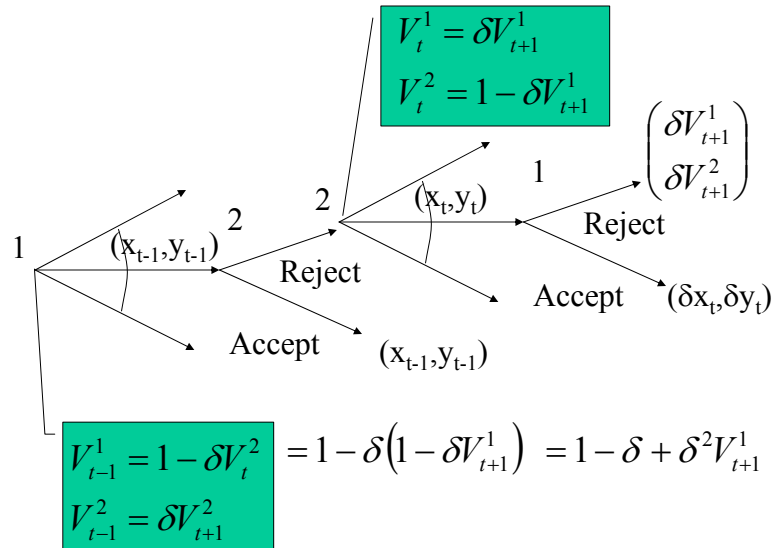 V_t^1 = δV_{t+1}^1
V_t^2 = 1 − δV_{t+1}^1
(δV_{t+1}^1
δV_{t+1}^2)
1
(x_t,y_t)
2
2
Reject
1
(x_{t-1},y_{t-1})
Reject
Accept
(δx_t,δy_t)
Accept
(x_{t-1},y_{t-1})
V_{t-1}^1 = 1 − δV_t^2 = 1 − δ(1 − δV_{t+1}^1) = 1 − δ + δ^2V_{t+1}^1
V_{t-1}^2 = δV_{t+1}^2